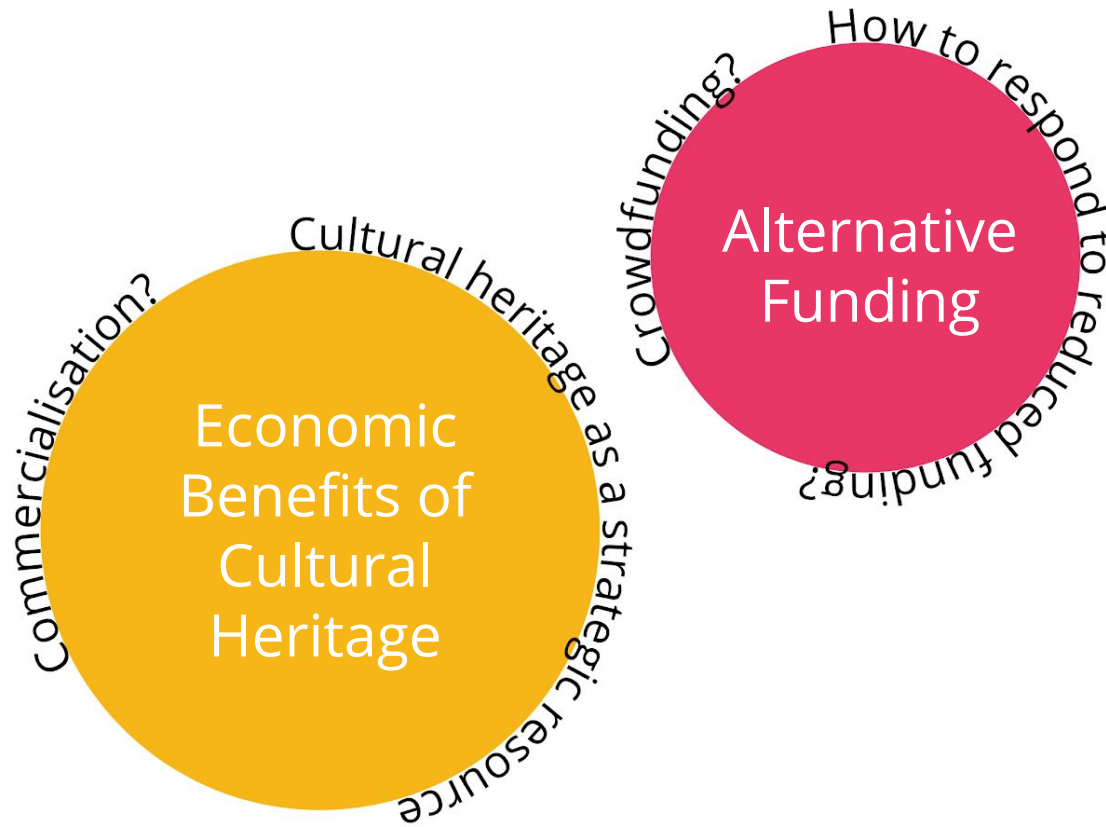 Commercialisation?
Cultural heritage as a strategic resource
Economic
Benefits of
Cultural
Heritage
Crowdfunding?
How to respond to reduced funding?
Alternative
Funding